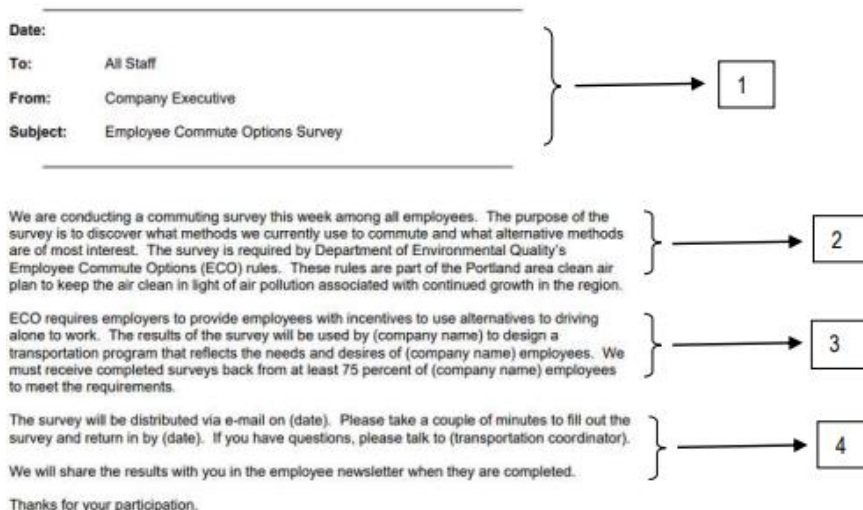 Date:
To: All Staff
From: Company Executive
Subject: Employee Commute Options Survey
1
We are conducting a commuting survey this week among all employees. The purpose of the
survey is to discover what methods we currently use to commute and what alternative methods
are of most interest. The survey is required by Department of Environmental Quality's
Employee Commute Options (ECO) rules. These rules are part of the Portland area clean air
plan to keep the air clean in light of air pollution associated with continued growth in the region.
2
ECO requires employers to provide employees with incentives to use alternatives to driving
alone to work. The results of the survey will be used by (company name) to design a
transportation program that reflects the needs and desires of (company name) employees. We
must receive completed surveys back from at least 75 percent of (company name) employees
to meet the requirements.
3
The survey will be distributed via e-mail on (date). Please take a couple of minutes to fill out the
survey and return in by (date). If you have questions, please talk to (transportation coordinator).
We will share the results with you in the employee newsletter when they are completed.
4
Thanks for your participation.